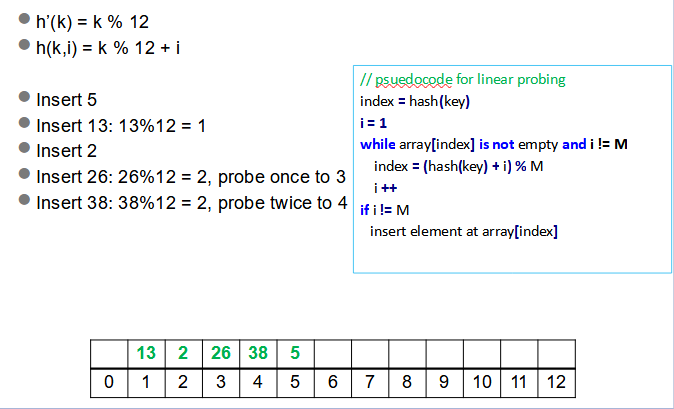 h’(k) = k % 12
h(k,i) = k % 12 + i
Insert 5
Insert 13: 13%12 = 1
Insert 2
Insert 26: 26%12 = 2, probe once to 3
Insert 38: 38%12 = 2, probe twice to 4
// psuedocode for linear probing
index = hash(key)
i = 1
while array[index] is not empty and i != M
index = (hash(key) + i) % M
i ++
if i != M
insert element at array[index]
13 2 26 38 5
0 1 2 3 4 5 6 7 8 9 10 11 12